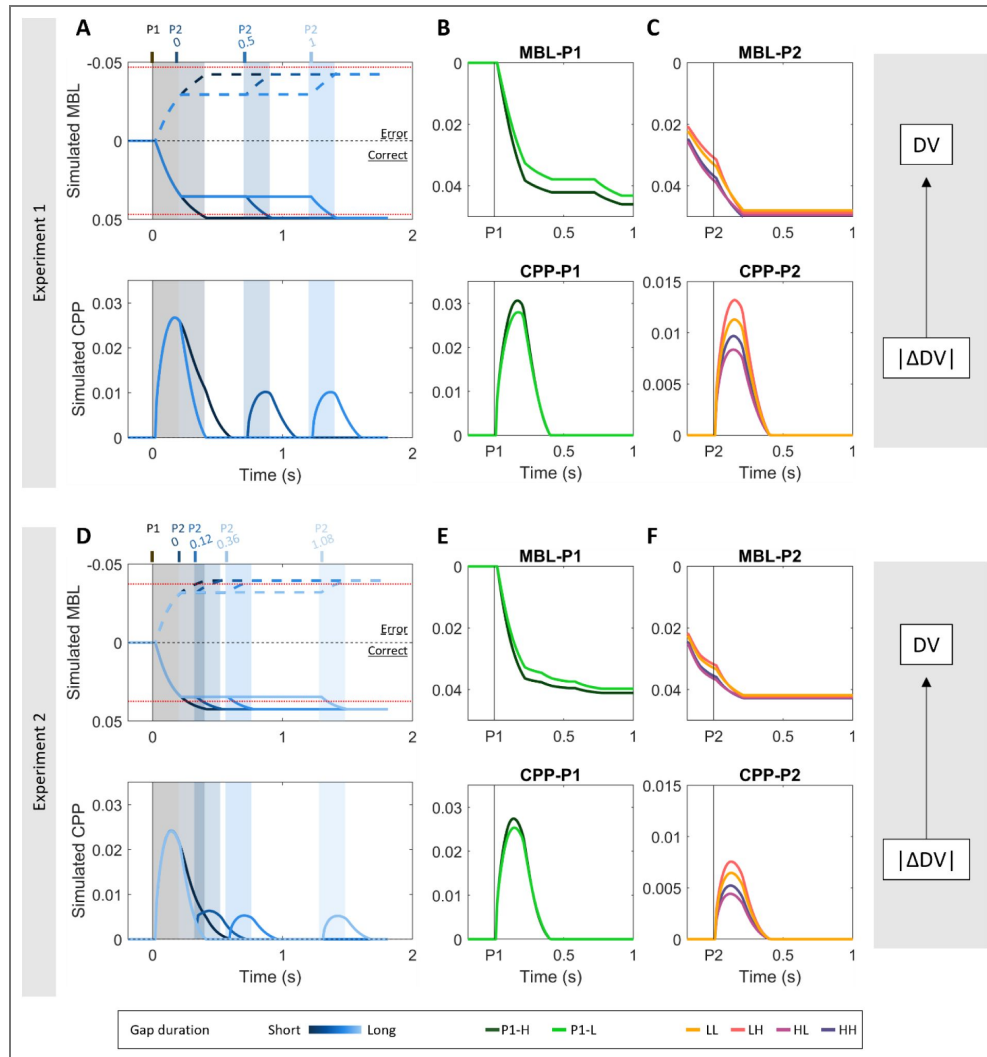 Experiment 1
A
P1
P2
0
P2
0.5
P2
1
Simulated MBL
-0.05
0
0.05
Error
Correct
0
1
2
Simulated CPP
0.03
0.02
0.01
0
0
1
2
Time (s)
B
MBL-P1
0
0.02
0.04
P1
0.5
1
CPP-P1
0.03
0.02
0.01
0
P1
0.5
1
Time (s)
C
MBL-P2
0
0.02
0.04
P2
0.5
1
CPP-P2
0.015
0.01
0.005
0
P2
0.5
1
Time (s)
DV
|ΔDV|
Experiment 2
D
P1
P2
0
P2
0.12
P2
0.36
P2
1.08
Simulated MBL
-0.05
0
0.05
Error
Correct
0
1
2
Simulated CPP
0.03
0.02
0.01
0
0
1
2
Time (s)
E
MBL-P1
0
0.02
0.04
P1
0.5
1
CPP-P1
0.03
0.02
0.01
0
P1
0.5
1
Time (s)
F
MBL-P2
0
0.02
0.04
P2
0.5
1
CPP-P2
0.015
0.01
0.005
0
P2
0.5
1
Time (s)
DV
|ΔDV|
Gap duration Short Long P1-H P1-L LL LH HL HH